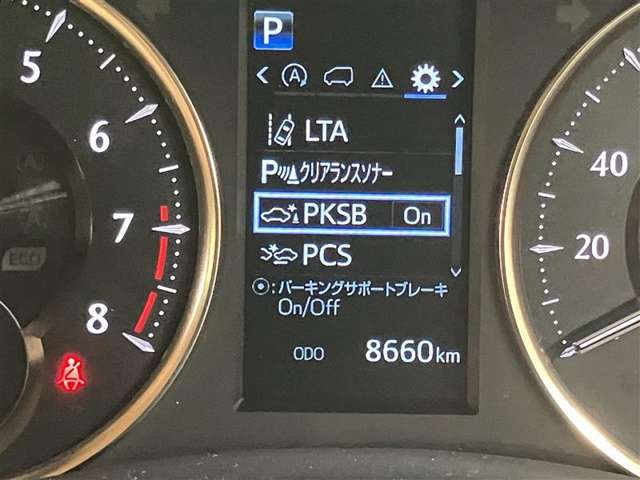 P
LTA
P クリアランスソナー
PKSB On
PCS
：パーキングサポートブレーキ
On/Off
ODO 8660km
5
6
7
8
ECO
40
20